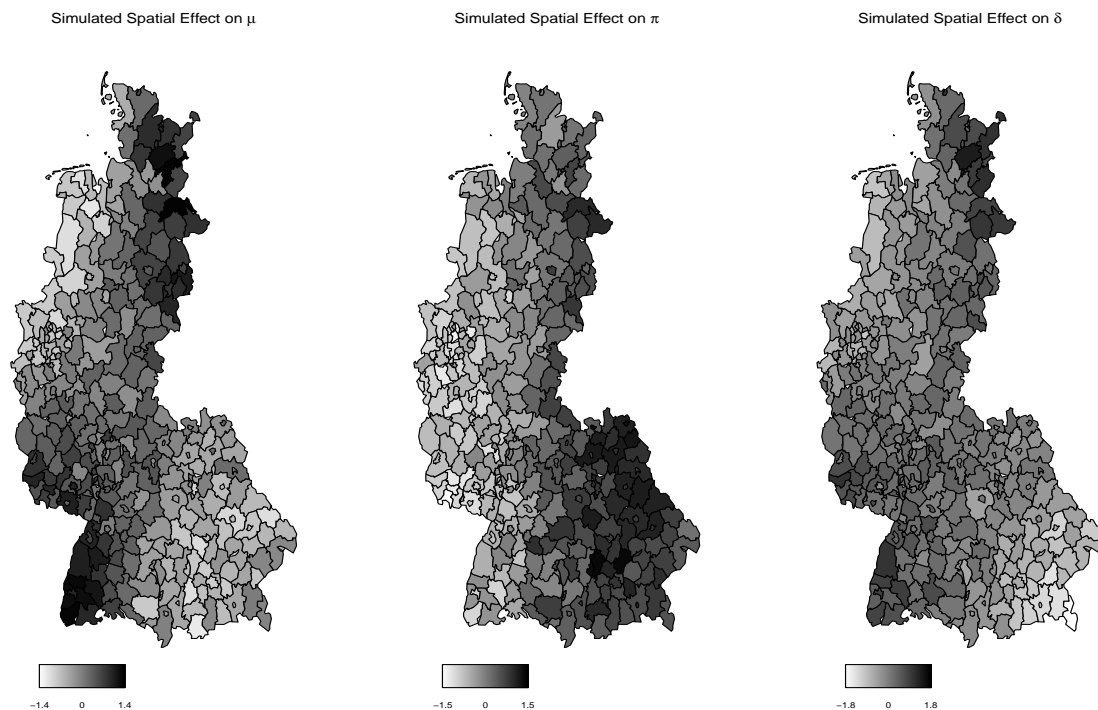 Simulated Spatial Effect on μ
Simulated Spatial Effect on π
Simulated Spatial Effect on δ
−1.4 0 1.4
−1.5 0 1.5
−1.8 0 1.8